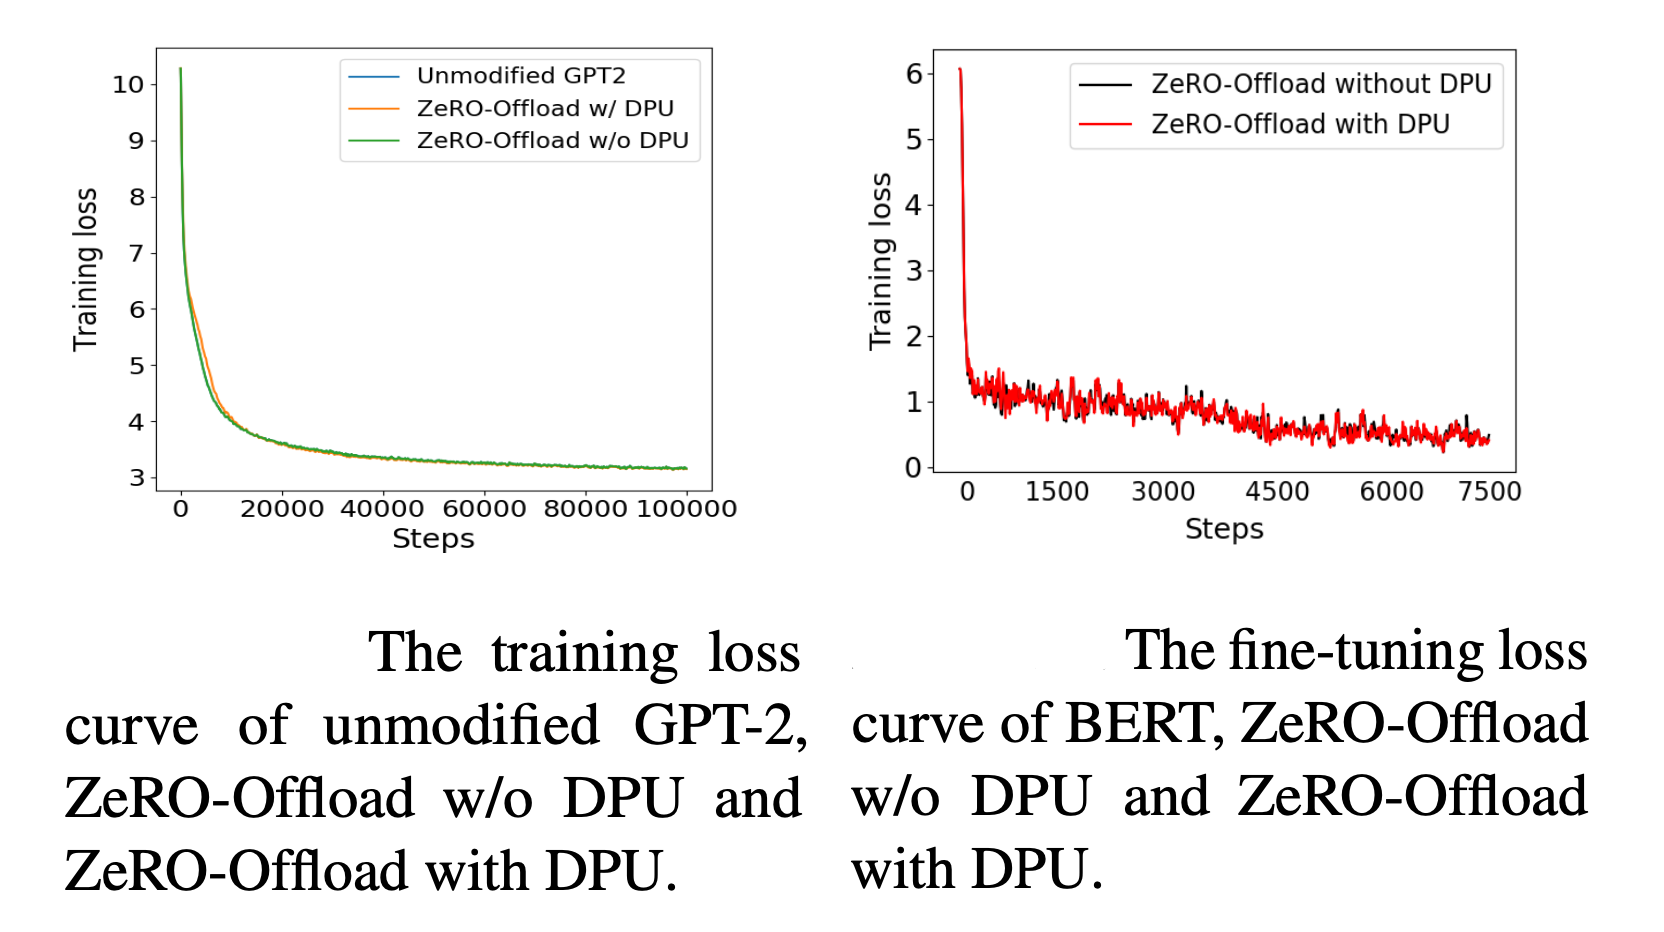 10
9
8
7
6
5
4
3
Training loss
Unmodified GPT2
ZeRO-Offload w/ DPU
ZeRO-Offload w/o DPU
0 20000 40000 60000 80000 100000
Steps
6
5
4
3
2
1
0
Training loss
ZeRO-Offload without DPU
ZeRO-Offload with DPU
0 1500 3000 4500 6000 7500
Steps
The training loss
curve of unmodified GPT-2,
ZeRO-Offload w/o DPU and
ZeRO-Offload with DPU.
The fine-tuning loss
curve of BERT, ZeRO-Offload
w/o DPU and ZeRO-Offload
with DPU.